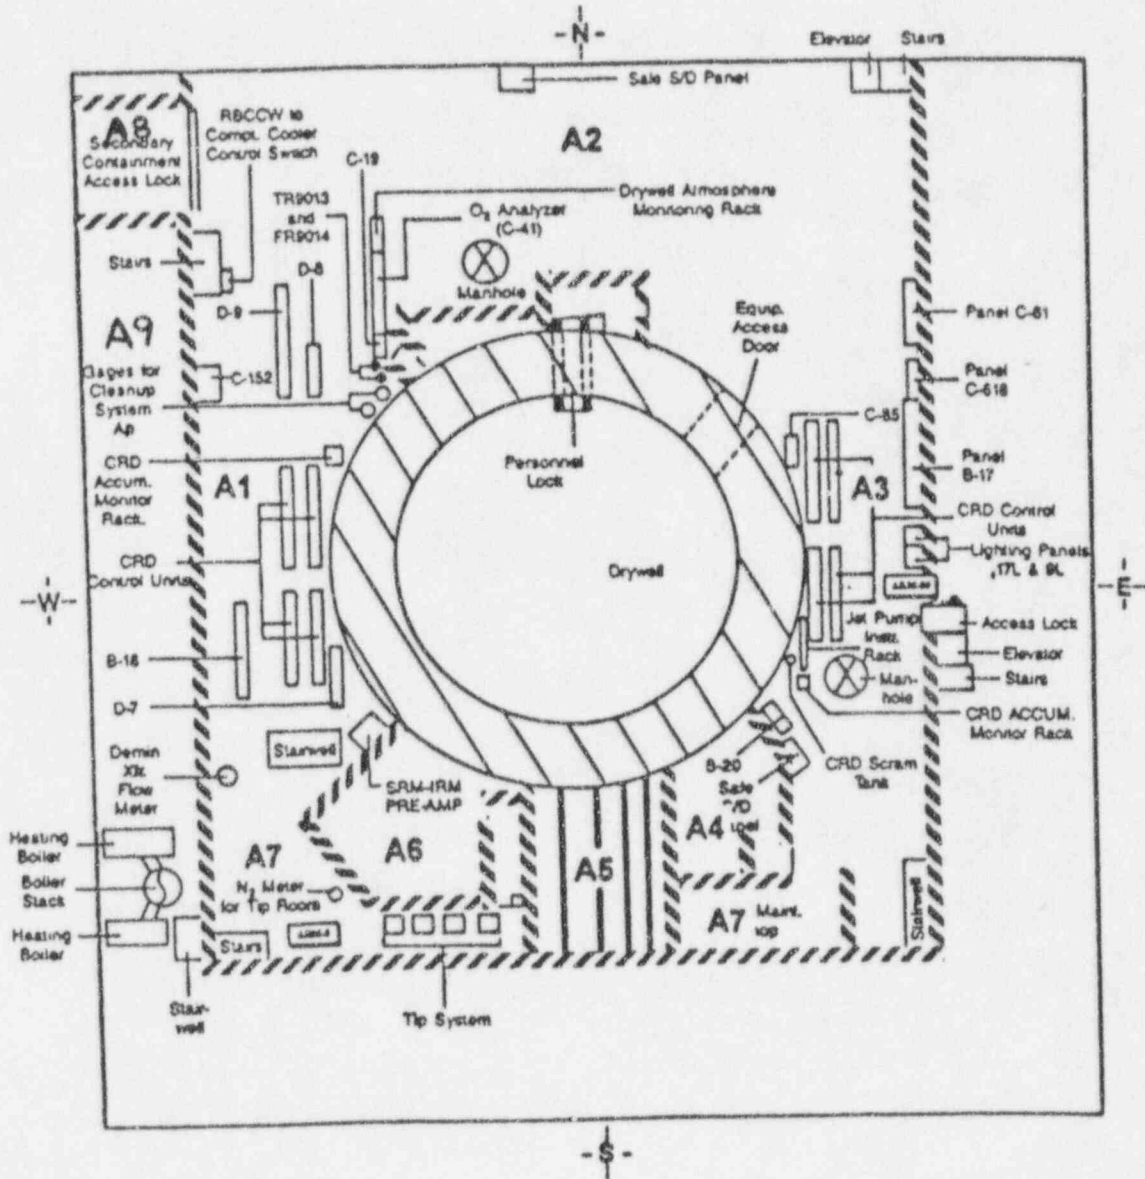 -N-
Elevator
Stairs
Safe S/D Panel
A8
Secondary
Containment
Access Lock
RBCCW to
Compt. Cooler
Control Switch
C-19
A2
TR9013
and
FR9014
O₂ Analyzer
(C-41)
Drywell Atmosphere
Monitoring Rack
Stairs
D-8
Manhole
D-9
A9
Equip.
Access
Door
Panel C-61
Gages for
Cleanup
System
Δp
C-152
Panel
C-618
C-85
CRD
Accum.
Monitor
Rack.
A1
Personnel
Lock
A3
Panel
B-17
CRD Control
Units
CRD
Control Units
Drywell
Lighting Panels
,17L & 9L
-W-
-E-
Jet Pump
Instr.
Rack
Access Lock
B-18
Man-
hole
Elevator
Stairs
D-7
CRD ACCUM.
Monitor Rack
Stairwell
Demin
Xfr.
Flow
Meter
SRM-IRM
PRE-AMP
B-20
Safe
S/D
CRD Scram
Tank
A4
Heating
Boiler
A7
A6
A5
Boiler
Stack
N₂ Meter
for Tip Room
A7
Maint.
Stairwell
Heating
Boiler
Stairs
Stair-
well
Tip System
-S-